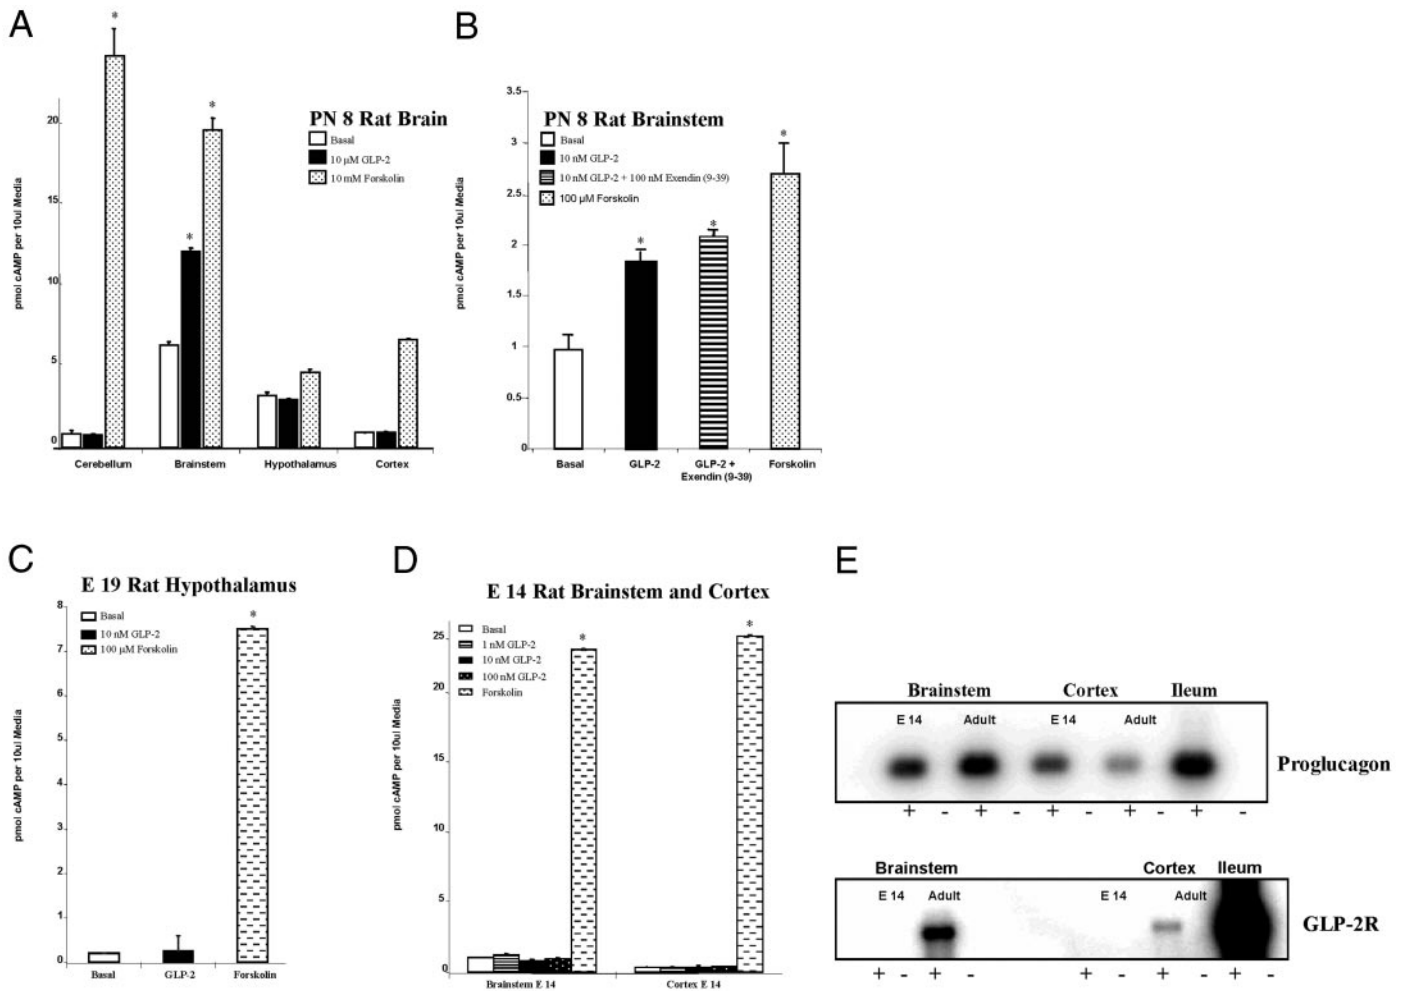 A
*
PN 8 Rat Brain
Basal
10 µM GLP-2
10 mM Forskolin
pmol cAMP per 10ul Media
20
15
10
5
0
*
*
Cerebellum
Brainstem
Hypothalamus
Cortex
B
PN 8 Rat Brainstem
Basal
10 nM GLP-2
10 nM GLP-2 + 100 nM Exendin (9-39)
100 µM Forskolin
pmol cAMP per 10ul Media
3.5
3
2.5
2
1.5
1
0.5
0
*
*
*
Basal
GLP-2
GLP-2 +
Exendin (9-39)
Forskolin
C
E 19 Rat Hypothalamus
Basal
10 nM GLP-2
100 µM Forskolin
pmol cAMP per 10ul Media
8
7
6
5
4
3
2
1
0
*
Basal
GLP-2
Forskolin
D
E 14 Rat Brainstem and Cortex
Basal
1 nM GLP-2
10 nM GLP-2
100 nM GLP-2
Forskolin
pmol cAMP per 10ul Media
25
20
15
10
5
0
*
*
Brainstem E 14
Cortex E 14
E
Brainstem Cortex Ileum
E 14 Adult E 14 Adult
Proglucagon
+ - + - + - + - + -
Brainstem Cortex Ileum
E 14 Adult E 14 Adult
GLP-2R
+ - + - + - + - + -